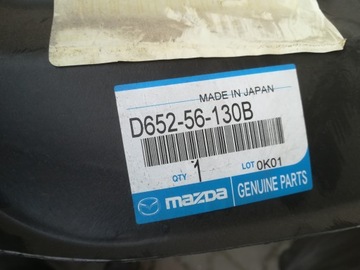 MADE IN JAPAN
D652-56-130B
QTY 1 LOT 0K01
mazda GENUINE PARTS